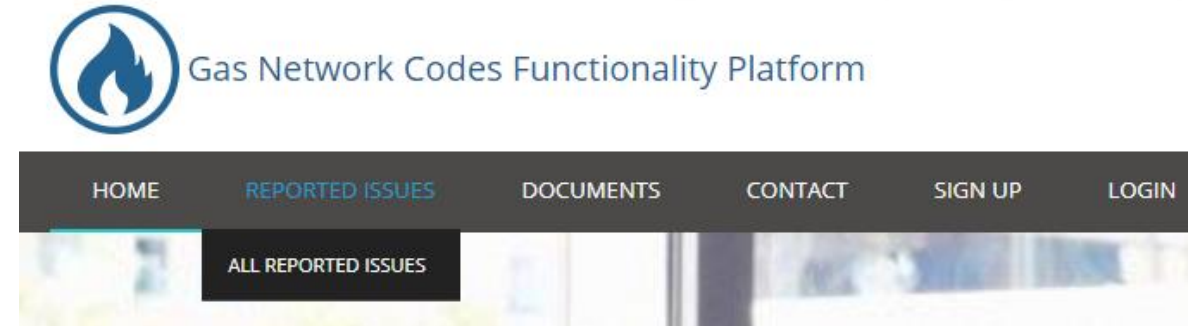 Gas Network Codes Functionality Platform
HOME REPORTED ISSUES DOCUMENTS CONTACT SIGN UP LOGIN
ALL REPORTED ISSUES